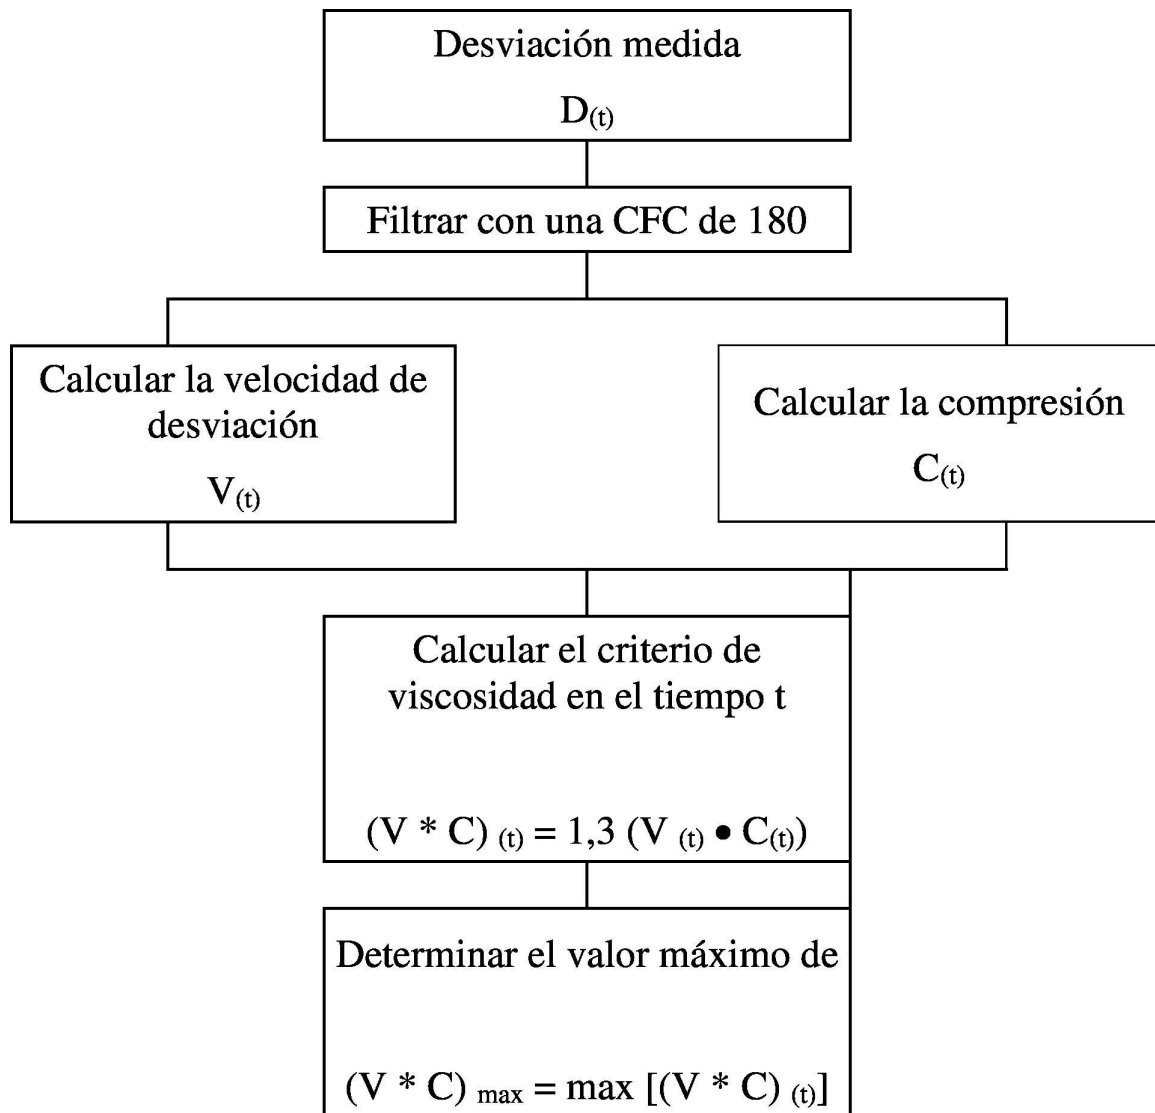 Desviación medida
D(t)
Filtrar con una CFC de 180
Calcular la velocidad de
desviación
V(t)
Calcular la compresión
C(t)
Calcular el criterio de
viscosidad en el tiempo t
(V * C) (t) = 1,3 (V (t) • C(t))
Determinar el valor máximo de
(V * C) max = max [(V * C) (t)]